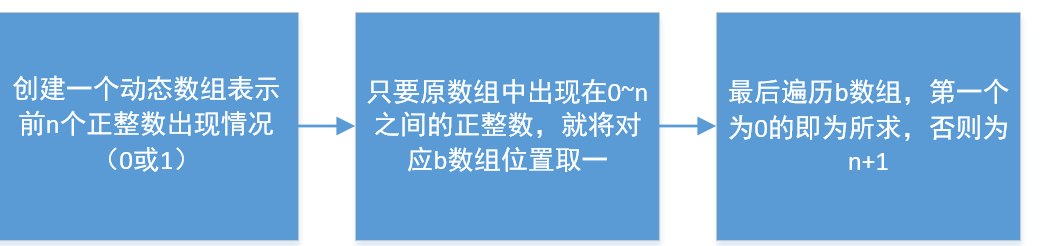 创建一个动态数组表示
前n个正整数出现情况
（0或1）
只要原数组中出现在0~n
之间的正整数，就将对
应b数组位置取一
最后遍历b数组，第一个
为0的即为所求，否则为
n+1